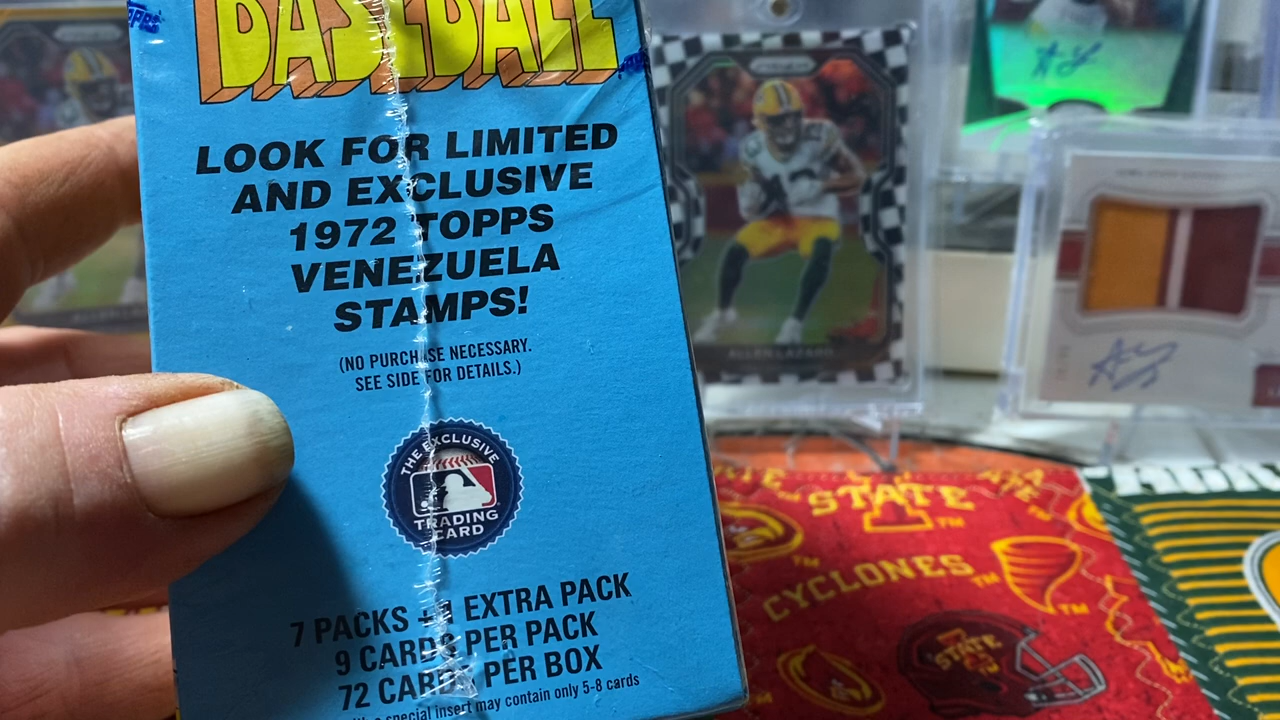 BASEBALL
LOOK FOR LIMITED
AND EXCLUSIVE
1972 TOPPS
VENEZUELA
STAMPS!
(NO PURCHASE NECESSARY.
SEE SIDE FOR DETAILS.)
THE EXCLUSIVE
TRADING
CARD
7 PACKS + 1 EXTRA PACK
9 CARDS PER PACK
72 CARDS PER BOX
special insert may contain only 5-8 cards
ALLEN LAZARD
STATE
CYCLONES
TM
STATE